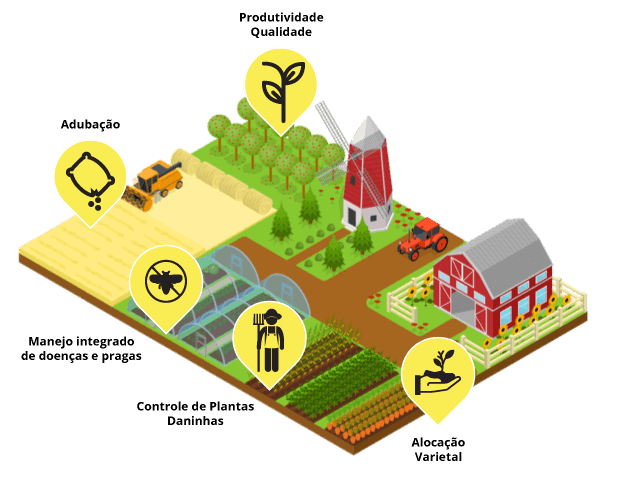 Produtividade
Qualidade
Adubação
Manejo integrado
de doenças e pragas
Controle de Plantas
Daninhas
Alocação
Varietal